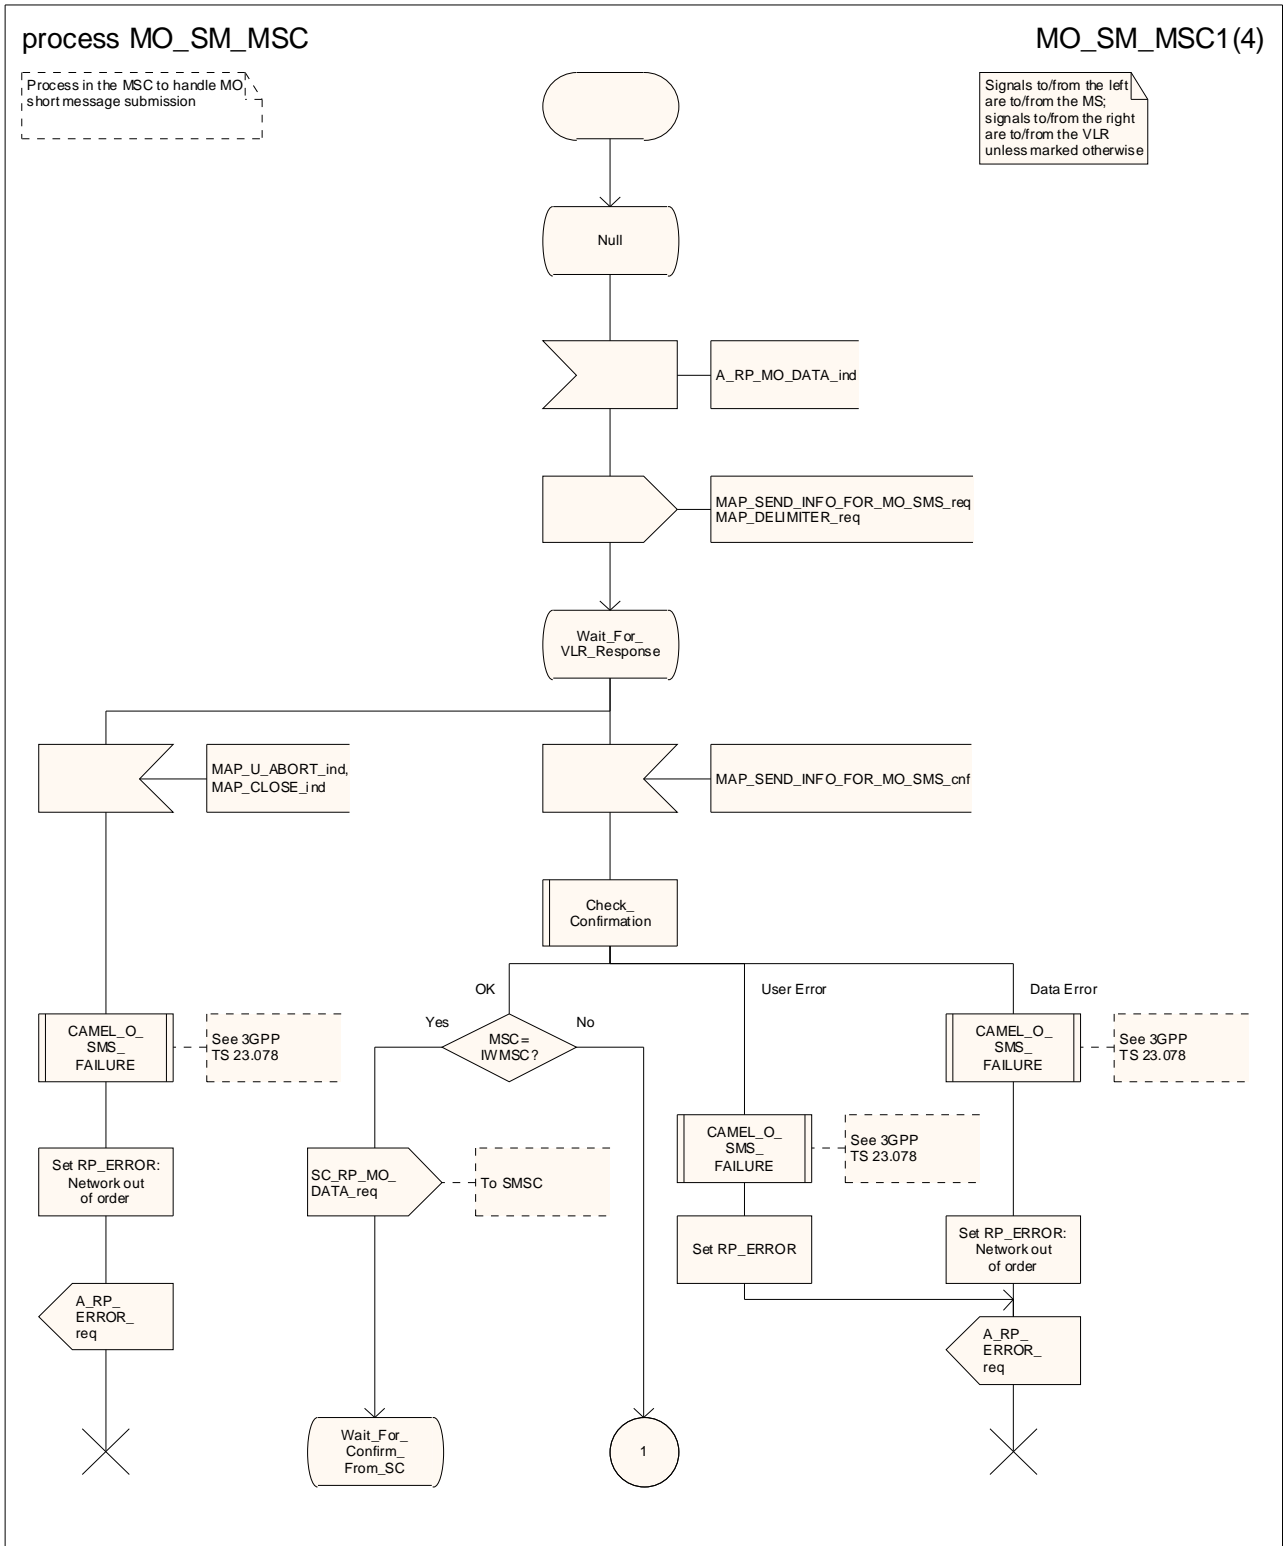 process MO_SM_MSC
MO_SM_MSC1(4)
Process in the MSC to handle MO
short message submission
Signals to/from the left
are to/from the MS;
signals to/from the right
are to/from the VLR
unless marked otherwise
Null
A_RP_MO_DATA_ind
MAP_SEND_INFO_FOR_MO_SMS_req
MAP_DELIMITER_req
Wait_For_
VLR_Response
MAP_U_ABORT_ind,
MAP_CLOSE_ind
MAP_SEND_INFO_FOR_MO_SMS_cnf
Check_
Confirmation
OK
User Error
Data Error
Yes
No
MSC=
IWMSC?
CAMEL_O_
SMS_
FAILURE
See 3GPP
TS 23.078
CAMEL_O_
SMS_
FAILURE
See 3GPP
TS 23.078
CAMEL_O_
SMS_
FAILURE
See 3GPP
TS 23.078
Set RP_ERROR:
Network out
of order
SC_RP_MO_
DATA_req
To SMSC
Set RP_ERROR
Set RP_ERROR:
Network out
of order
A_RP_
ERROR_
req
A_RP_
ERROR_
req
Wait_For_
Confirm_
From_SC
1